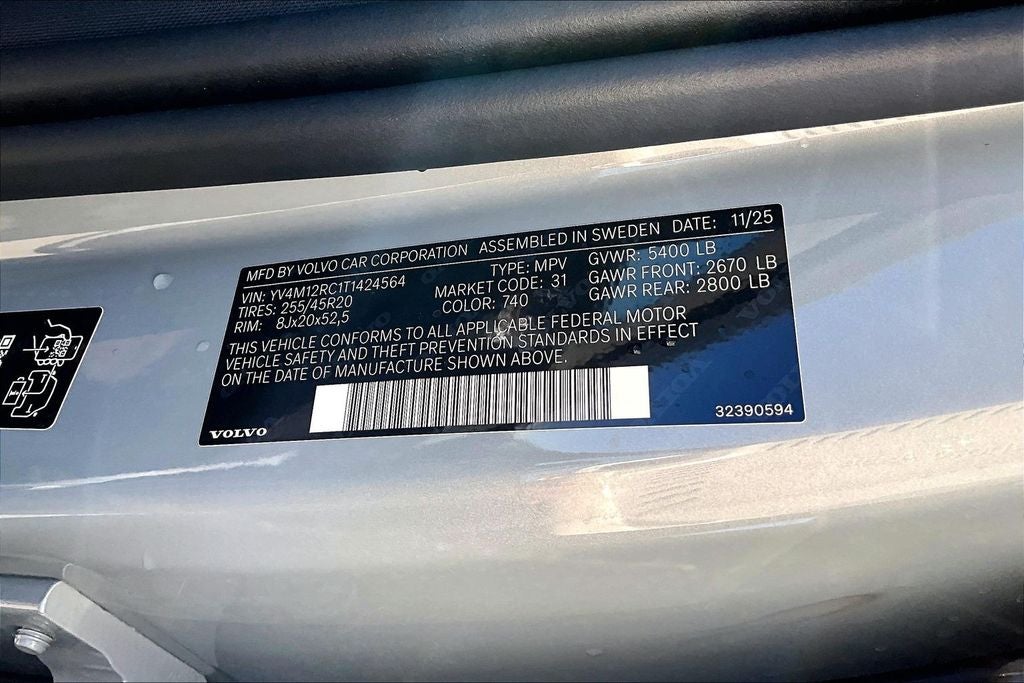 MFD BY VOLVO CAR CORPORATION ASSEMBLED IN SWEDEN DATE: 11/25
VIN: YV4M12RC1T1424564 TYPE: MPV GVWR: 5400 LB
TIRES: 255/45R20 MARKET CODE: 31 GAWR FRONT: 2670 LB
RIM: 8Jx20x52,5 COLOR: 740 GAWR REAR: 2800 LB
THIS VEHICLE CONFORMS TO ALL APPLICABLE FEDERAL MOTOR
VEHICLE SAFETY AND THEFT PREVENTION STANDARDS IN EFFECT
ON THE DATE OF MANUFACTURE SHOWN ABOVE.
VOLVO 32390594